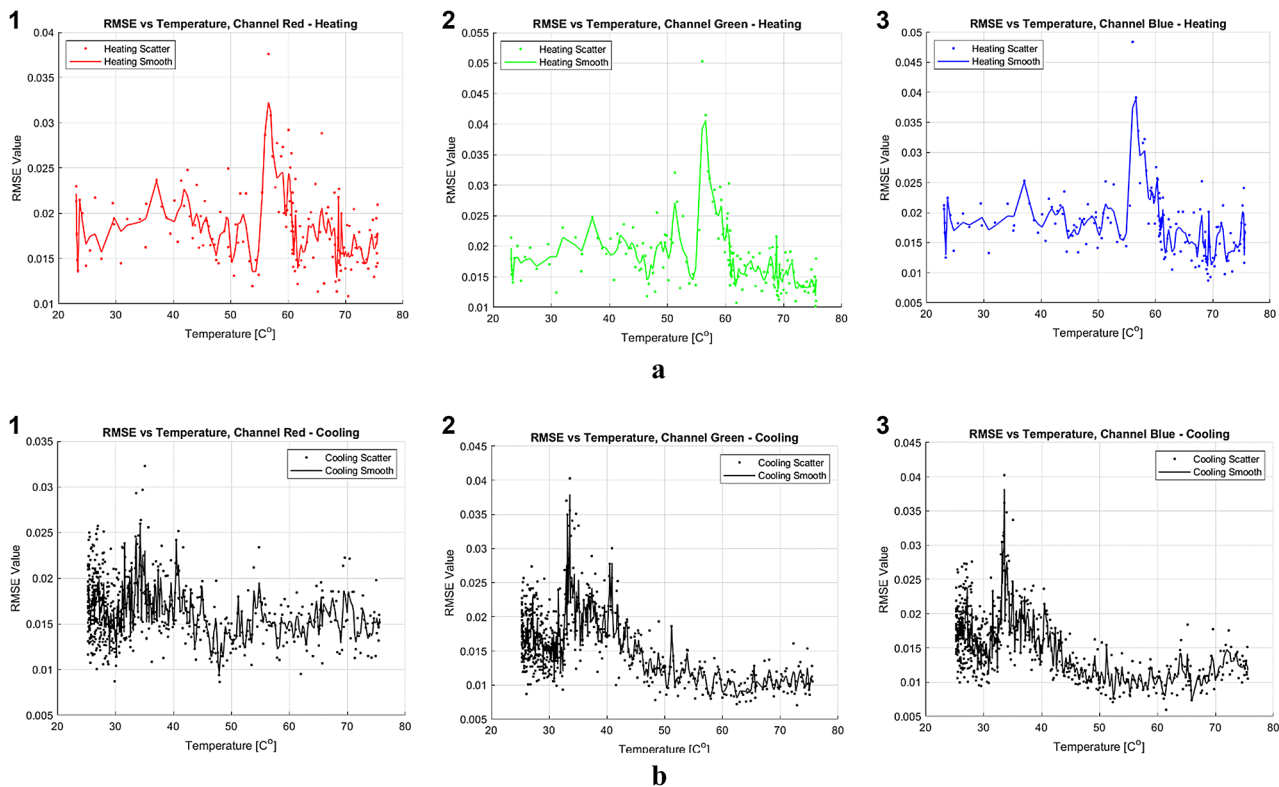 1
RMSE vs Temperature, Channel Red - Heating
0.04
0.035
0.03
0.025
0.02
0.015
0.01
RMSE Value
Heating Scatter
Heating Smooth
20 30 40 50 60 70 80
Temperature [C°]
2
RMSE vs Temperature, Channel Green - Heating
0.055
0.05
0.045
0.04
0.035
0.03
0.025
0.02
0.015
0.01
RMSE Value
Heating Scatter
Heating Smooth
20 30 40 50 60 70 80
Temperature [C°]
3
RMSE vs Temperature, Channel Blue - Heating
0.05
0.045
0.04
0.035
0.03
0.025
0.02
0.015
0.01
0.005
RMSE Value
Heating Scatter
Heating Smooth
20 30 40 50 60 70 80
Temperature [C°]
a
1
RMSE vs Temperature, Channel Red - Cooling
0.035
0.03
0.025
0.02
0.015
0.01
0.005
RMSE Value
Cooling Scatter
Cooling Smooth
20 30 40 50 60 70 80
Temperature [C°]
2
RMSE vs Temperature, Channel Green - Cooling
0.045
0.04
0.035
0.03
0.025
0.02
0.015
0.01
0.005
RMSE Value
Cooling Scatter
Cooling Smooth
20 30 40 50 60 70 80
Temperature [C°]
3
RMSE vs Temperature, Channel Blue - Cooling
0.045
0.04
0.035
0.03
0.025
0.02
0.015
0.01
0.005
RMSE Value
Cooling Scatter
Cooling Smooth
20 30 40 50 60 70 80
Temperature [C°]
b